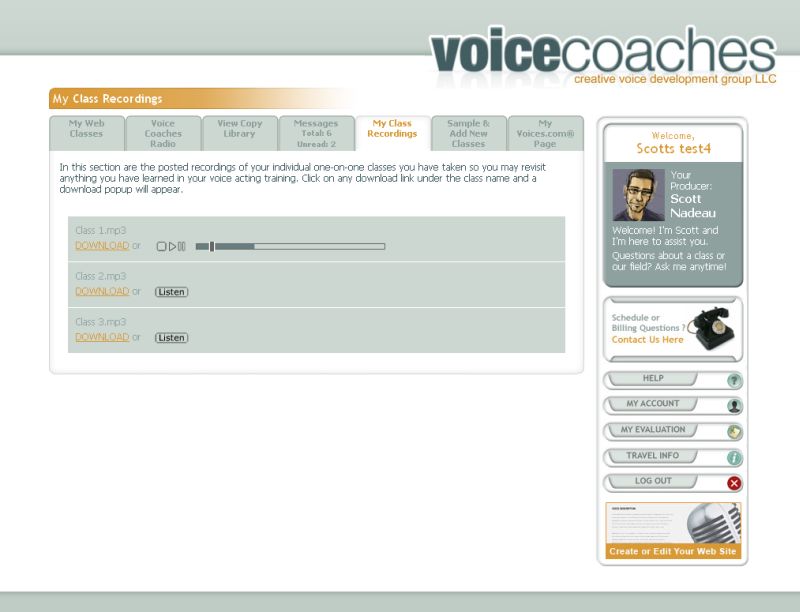 voicecoaches
creative voice development group LLC
My Class Recordings
My Web
Classes
Voice
Coaches
Radio
View Copy
Library
Messages
Total: 6
Unread: 2
My Class
Recordings
Sample &
Add New
Classes
My
Voices.com®
Page
In this section are the posted recordings of your individual one-on-one classes you have taken so you may revisit
anything you have learned in your voice acting training. Click on any download link under the class name and a
download popup will appear.
Class 1.mp3
DOWNLOAD or
Class 2.mp3
DOWNLOAD or Listen
Class 3.mp3
DOWNLOAD or Listen
Welcome,
Scotts test4
Your
Producer:
Scott
Nadeau
Welcome! I'm Scott and
I'm here to assist you.
Questions about a class or
our field? Ask me anytime!
Schedule or
Billing Questions ?
Contact Us Here
HELP ?
MY ACCOUNT
MY EVALUATION
TRAVEL INFO i
LOG OUT
Create or Edit Your Web Site